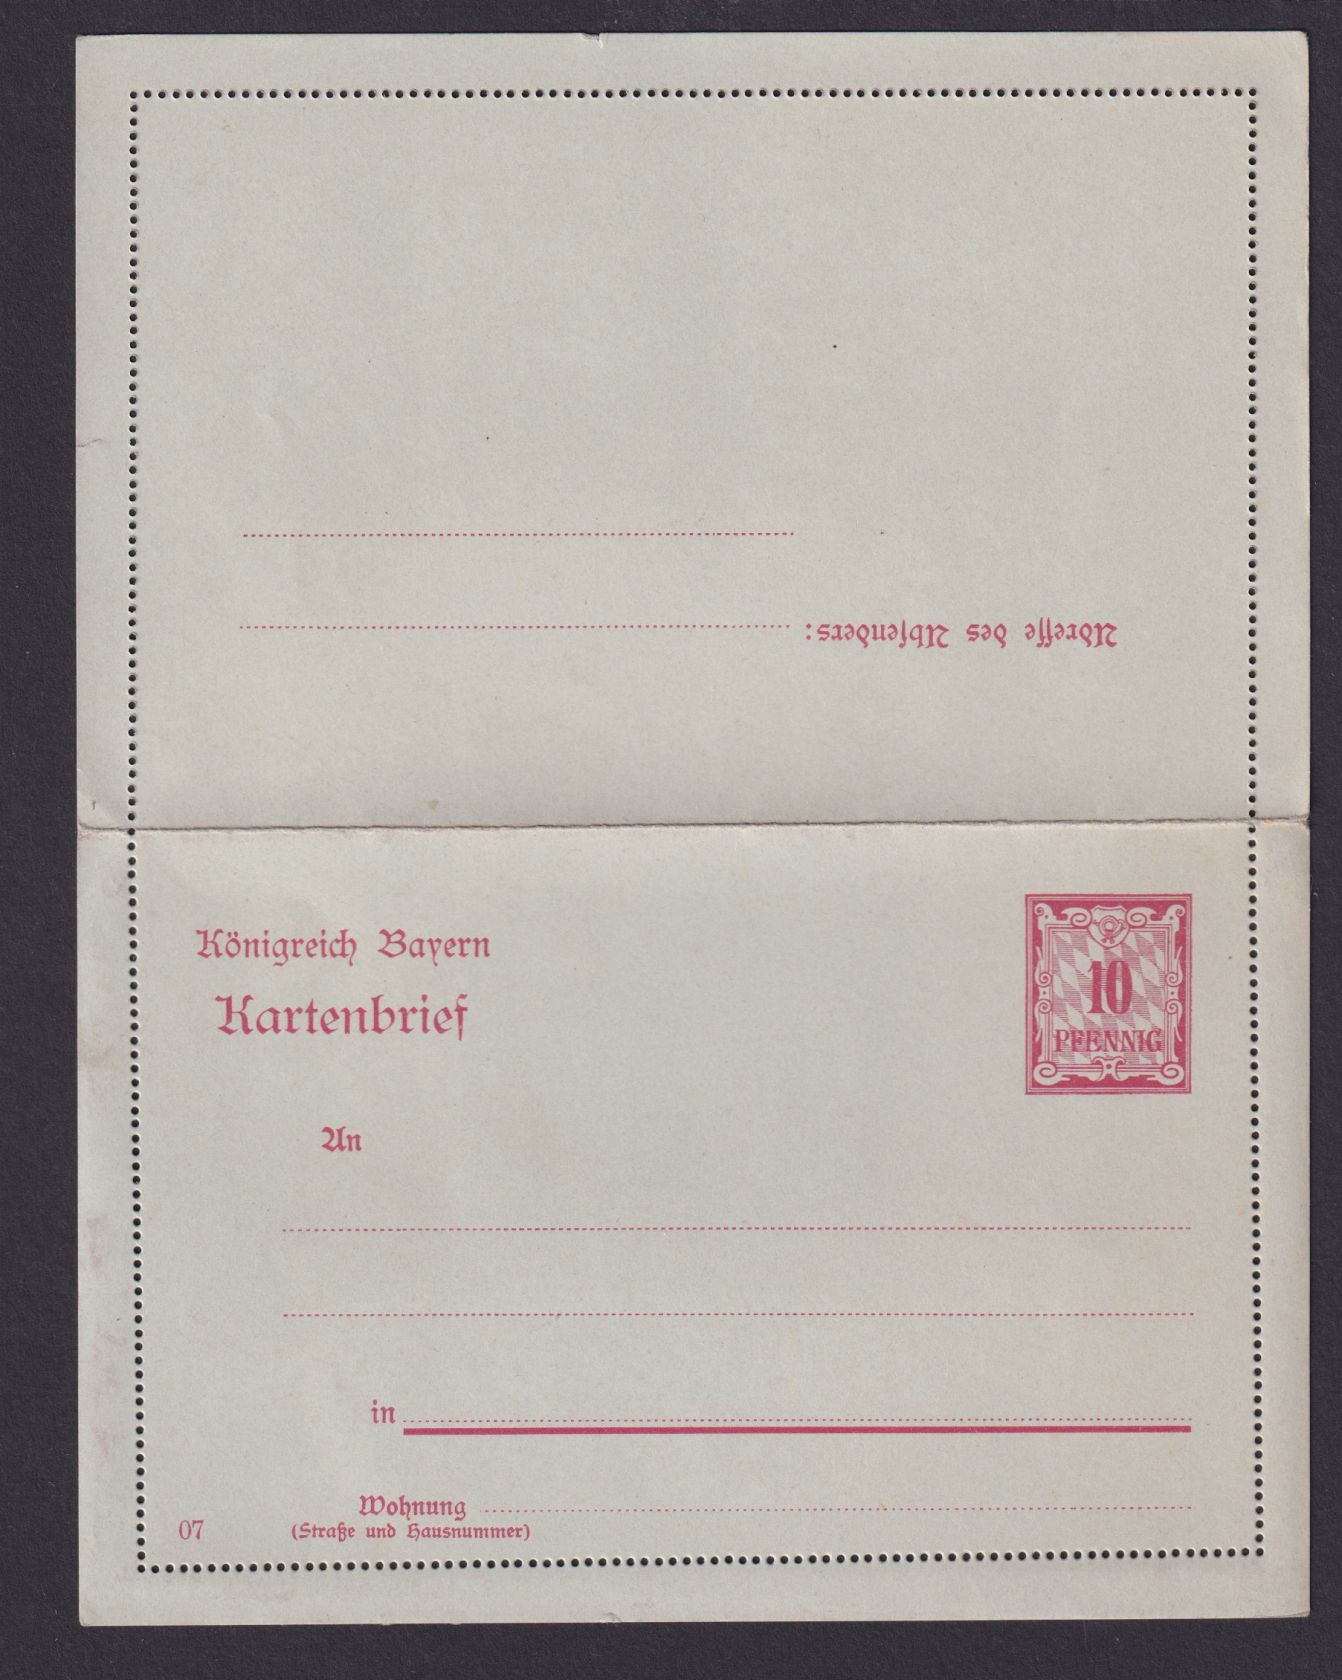 Adresse des Absenders:
Königreich Bayern
Kartenbrief
10
PFENNIG
An
in
Wohnung
(Straße und Hausnummer)
07